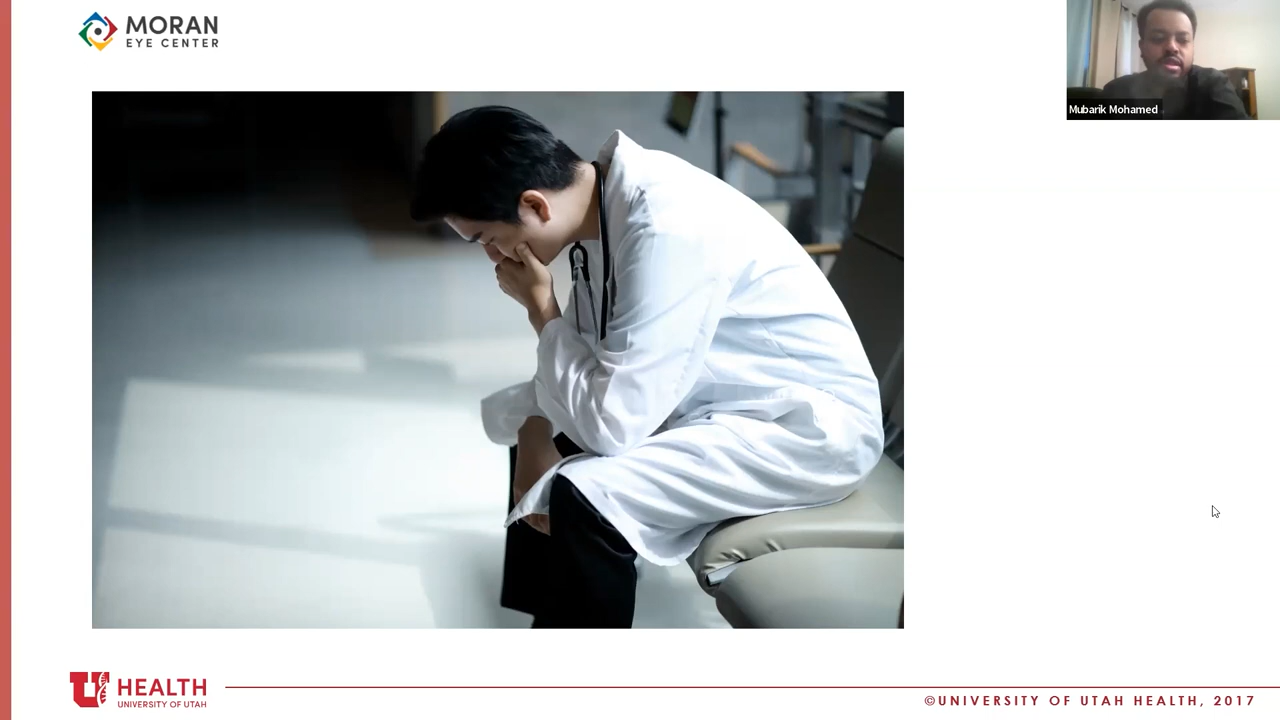 MORAN
EYE CENTER
Mubarik Mohamed
HEALTH
UNIVERSITY OF UTAH
©UNIVERSITY OF UTAH HEALTH, 2017